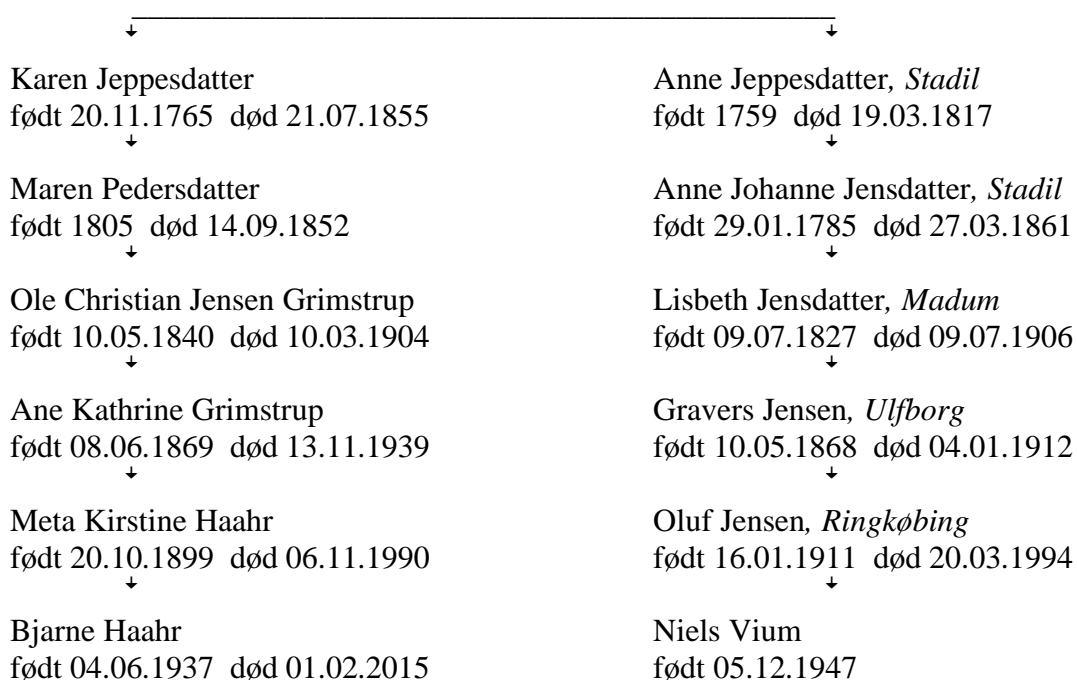 Karen Jeppesdatter
født 20.11.1765  død 21.07.1855
Maren Pedersdatter
født 1805  død 14.09.1852
Ole Christian Jensen Grimstrup
født 10.05.1840  død 10.03.1904
Ane Kathrine Grimstrup
født 08.06.1869  død 13.11.1939
Meta Kirstine Haahr
født 20.10.1899  død 06.11.1990
Bjarne Haahr
født 04.06.1937  død 01.02.2015
Anne Jeppesdatter, Stadil
født 1759  død 19.03.1817
Anne Johanne Jensdatter, Stadil
født 29.01.1785  død 27.03.1861
Lisbeth Jensdatter, Madum
født 09.07.1827  død 09.07.1906
Gravers Jensen, Ulfborg
født 10.05.1868  død 04.01.1912
Oluf Jensen, Ringkøbing
født 16.01.1911  død 20.03.1994
Niels Vium
født 05.12.1947